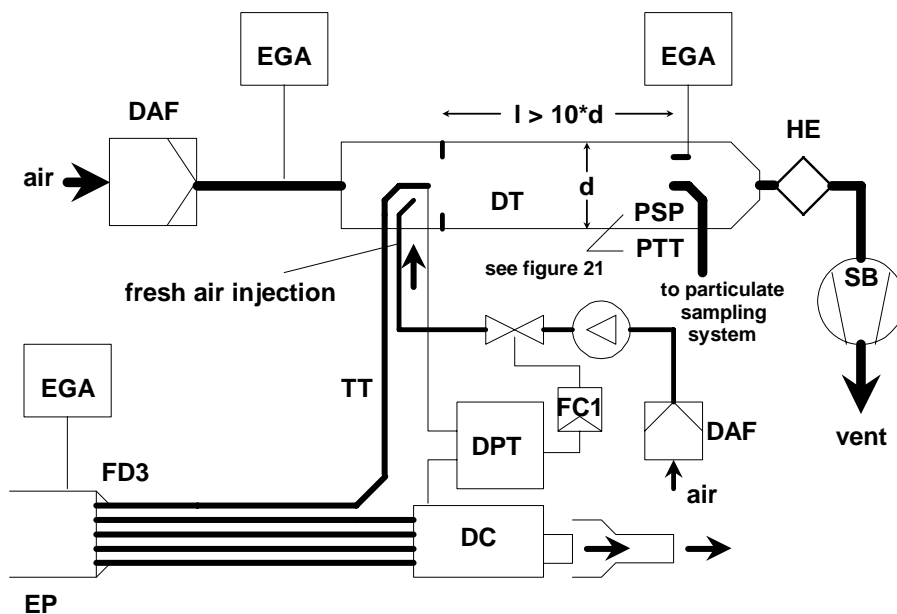 EGA
EGA
DAF
l > 10*d
HE
air
d
DT
PSP
PTT
SB
see figure 21
fresh air injection
to particulate
sampling
system
EGA
TT
FC1
DAF
vent
DPT
FD3
air
DC
EP